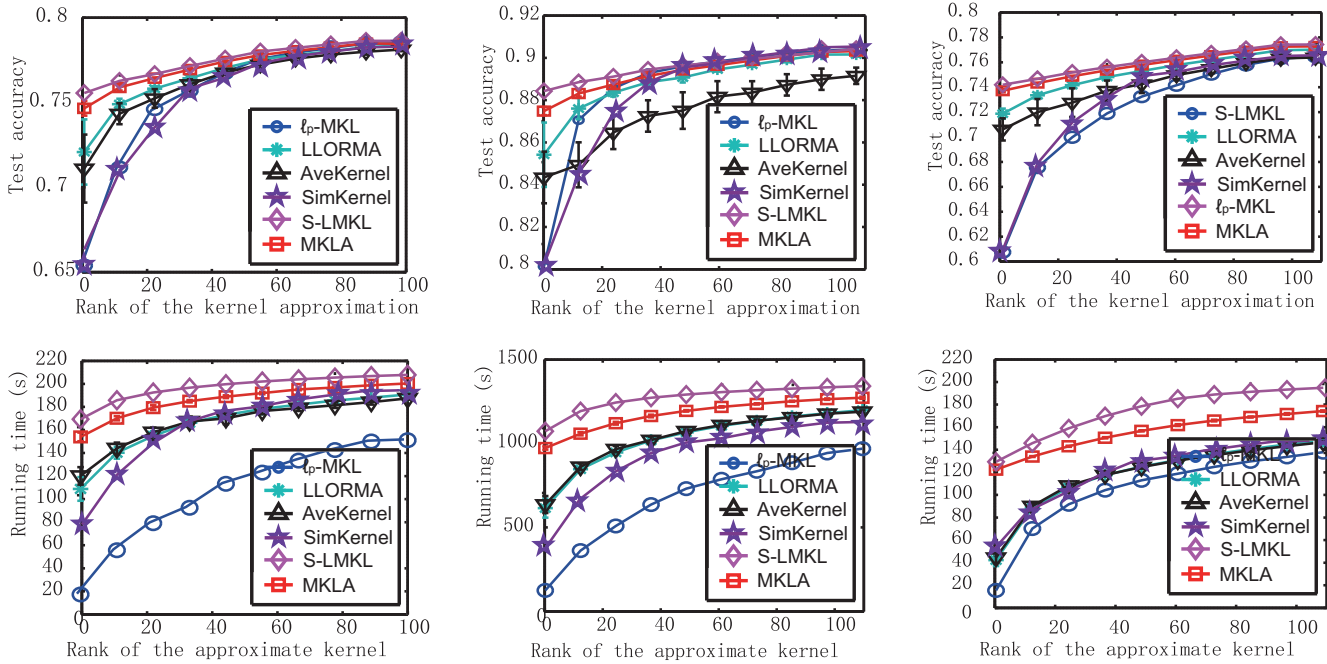 Test accuracy
0.8
0.75
0.7
0.65
0 20 40 60 80 100
Rank of the kernel approximation
ℓp-MKL
LLORMA
AveKernel
SimKernel
S-LMKL
MKLA
Test accuracy
0.92
0.90
0.88
0.86
0.84
0.82
0.8
0 20 40 60 80 100
Rank of the kernel approximation
ℓp-MKL
LLORMA
AveKernel
SimKernel
S-LMKL
MKLA
Test accuracy
0.8
0.78
0.76
0.74
0.72
0.7
0.68
0.66
0.64
0.62
0.6
0 20 40 60 80 100
Rank of the kernel approximation
S-LMKL
LLORMA
AveKernel
SimKernel
ℓp-MKL
MKLA
Running time (s)
220
200
180
160
140
120
100
80
60
40
20
0 20 40 60 80 100
Rank of the approximate kernel
ℓp-MKL
LLORMA
AveKernel
SimKernel
S-LMKL
MKLA
Running time (s)
1500
1000
500
0
0 20 40 60 80 100
Rank of the approximate kernel
ℓp-MKL
LLORMA
AveKernel
SimKernel
S-LMKL
MKLA
Running time (s)
220
200
180
160
140
120
100
80
60
40
20
0
0 20 40 60 80 100
Rank of the approximate kernel
ℓp-MKL
LLORMA
AveKernel
SimKernel
S-LMKL
MKLA